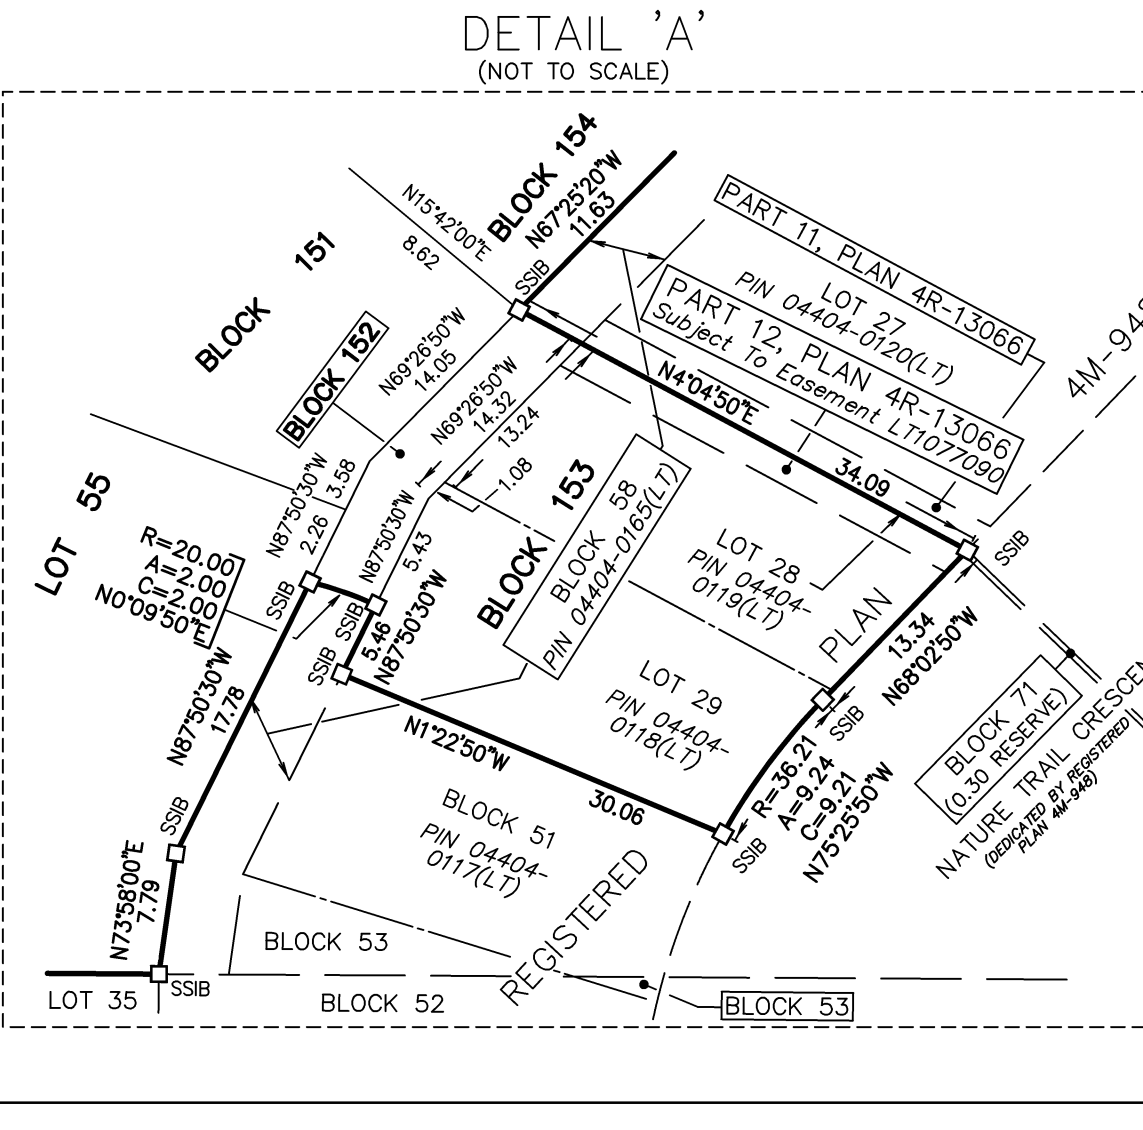 DETAIL 'A'
(NOT TO SCALE)
BLOCK 154
N67°25'20"W
11.63
N15°42'00"E
8.62
SSIB
BLOCK 151
BLOCK 152
N69°26'50"W
14.05
N69°26'50"W
14.32
13.24
1.08
PART 11, PLAN 4R-13066
LOT 27
PIN 04404-0120(LT)
PART 12, PLAN 4R-13066
Subject To Easement LT1077090
N4°04'50"E
34.09
4M-948
SSIB
LOT 55
N87°50'30"W
2.26
3.58
R=20.00
A=2.00
C=2.00
N0°09'50"E
SSIB
N87°50'30"W
5.43
SSIB
5.46
N87°50'30"W
SSIB
BLOCK 153
BLOCK 58
PIN 04404-0165(LT)
LOT 28
PIN 04404-
0119(LT)
PLAN
13.34
N68°02'50"W
SSIB
LOT 29
PIN 04404-
0118(LT)
N87°50'30"W
17.78
N1°22'50"W
30.06
R=36.21
A=9.24
C=9.21
N75°25'50"W
SSIB
BLOCK 71
(0.30 RESERVE)
NATURE TRAIL CRESCEN
(DEDICATED BY REGISTERED
PLAN 4M-948)
SSIB
BLOCK 51
PIN 04404-
0117(LT)
N73°58'00"E
7.79
REGISTERED
BLOCK 53
SSIB
LOT 35
BLOCK 52
BLOCK 53